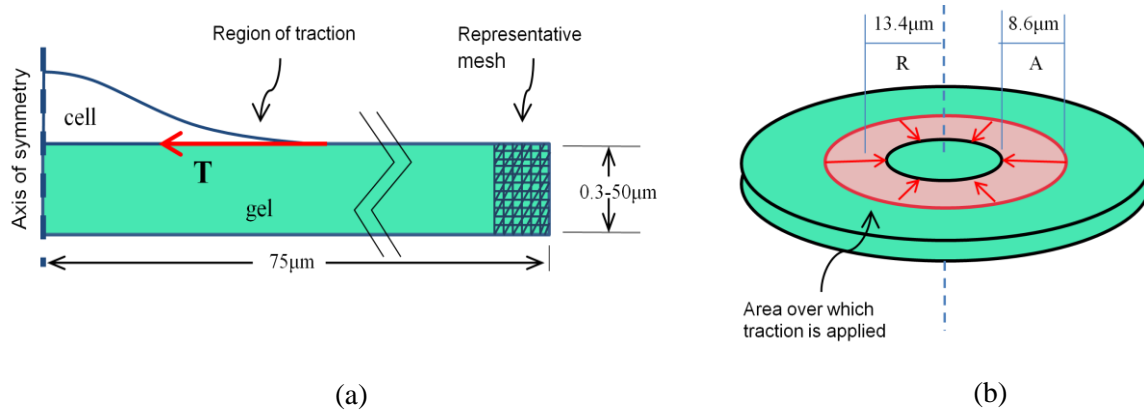 Region of traction
Representative
mesh
Axis of symmetry
cell
T
gel
0.3-50μm
75μm
(a)
13.4μm
8.6μm
R
A
Area over which
traction is applied
(b)